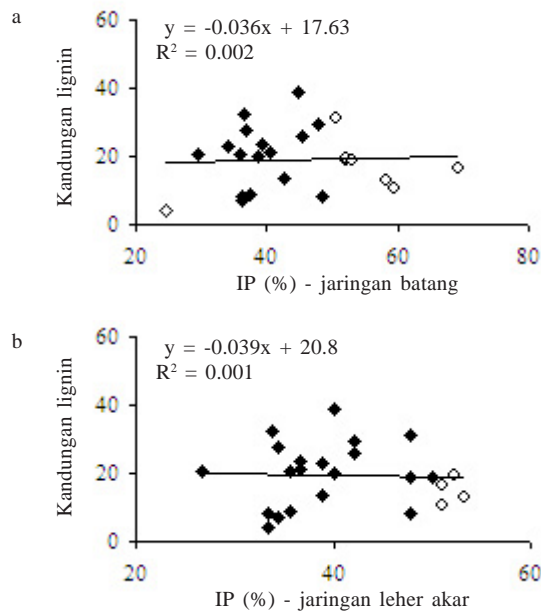 a
y = -0.036x + 17.63
R² = 0.002
60
40
20
0
Kandungan lignin
20 40 60 80
IP (%) - jaringan batang
b
y = -0.039x + 20.8
R² = 0.001
60
40
20
0
Kandungan lignin
20 40 60
IP (%) - jaringan leher akar